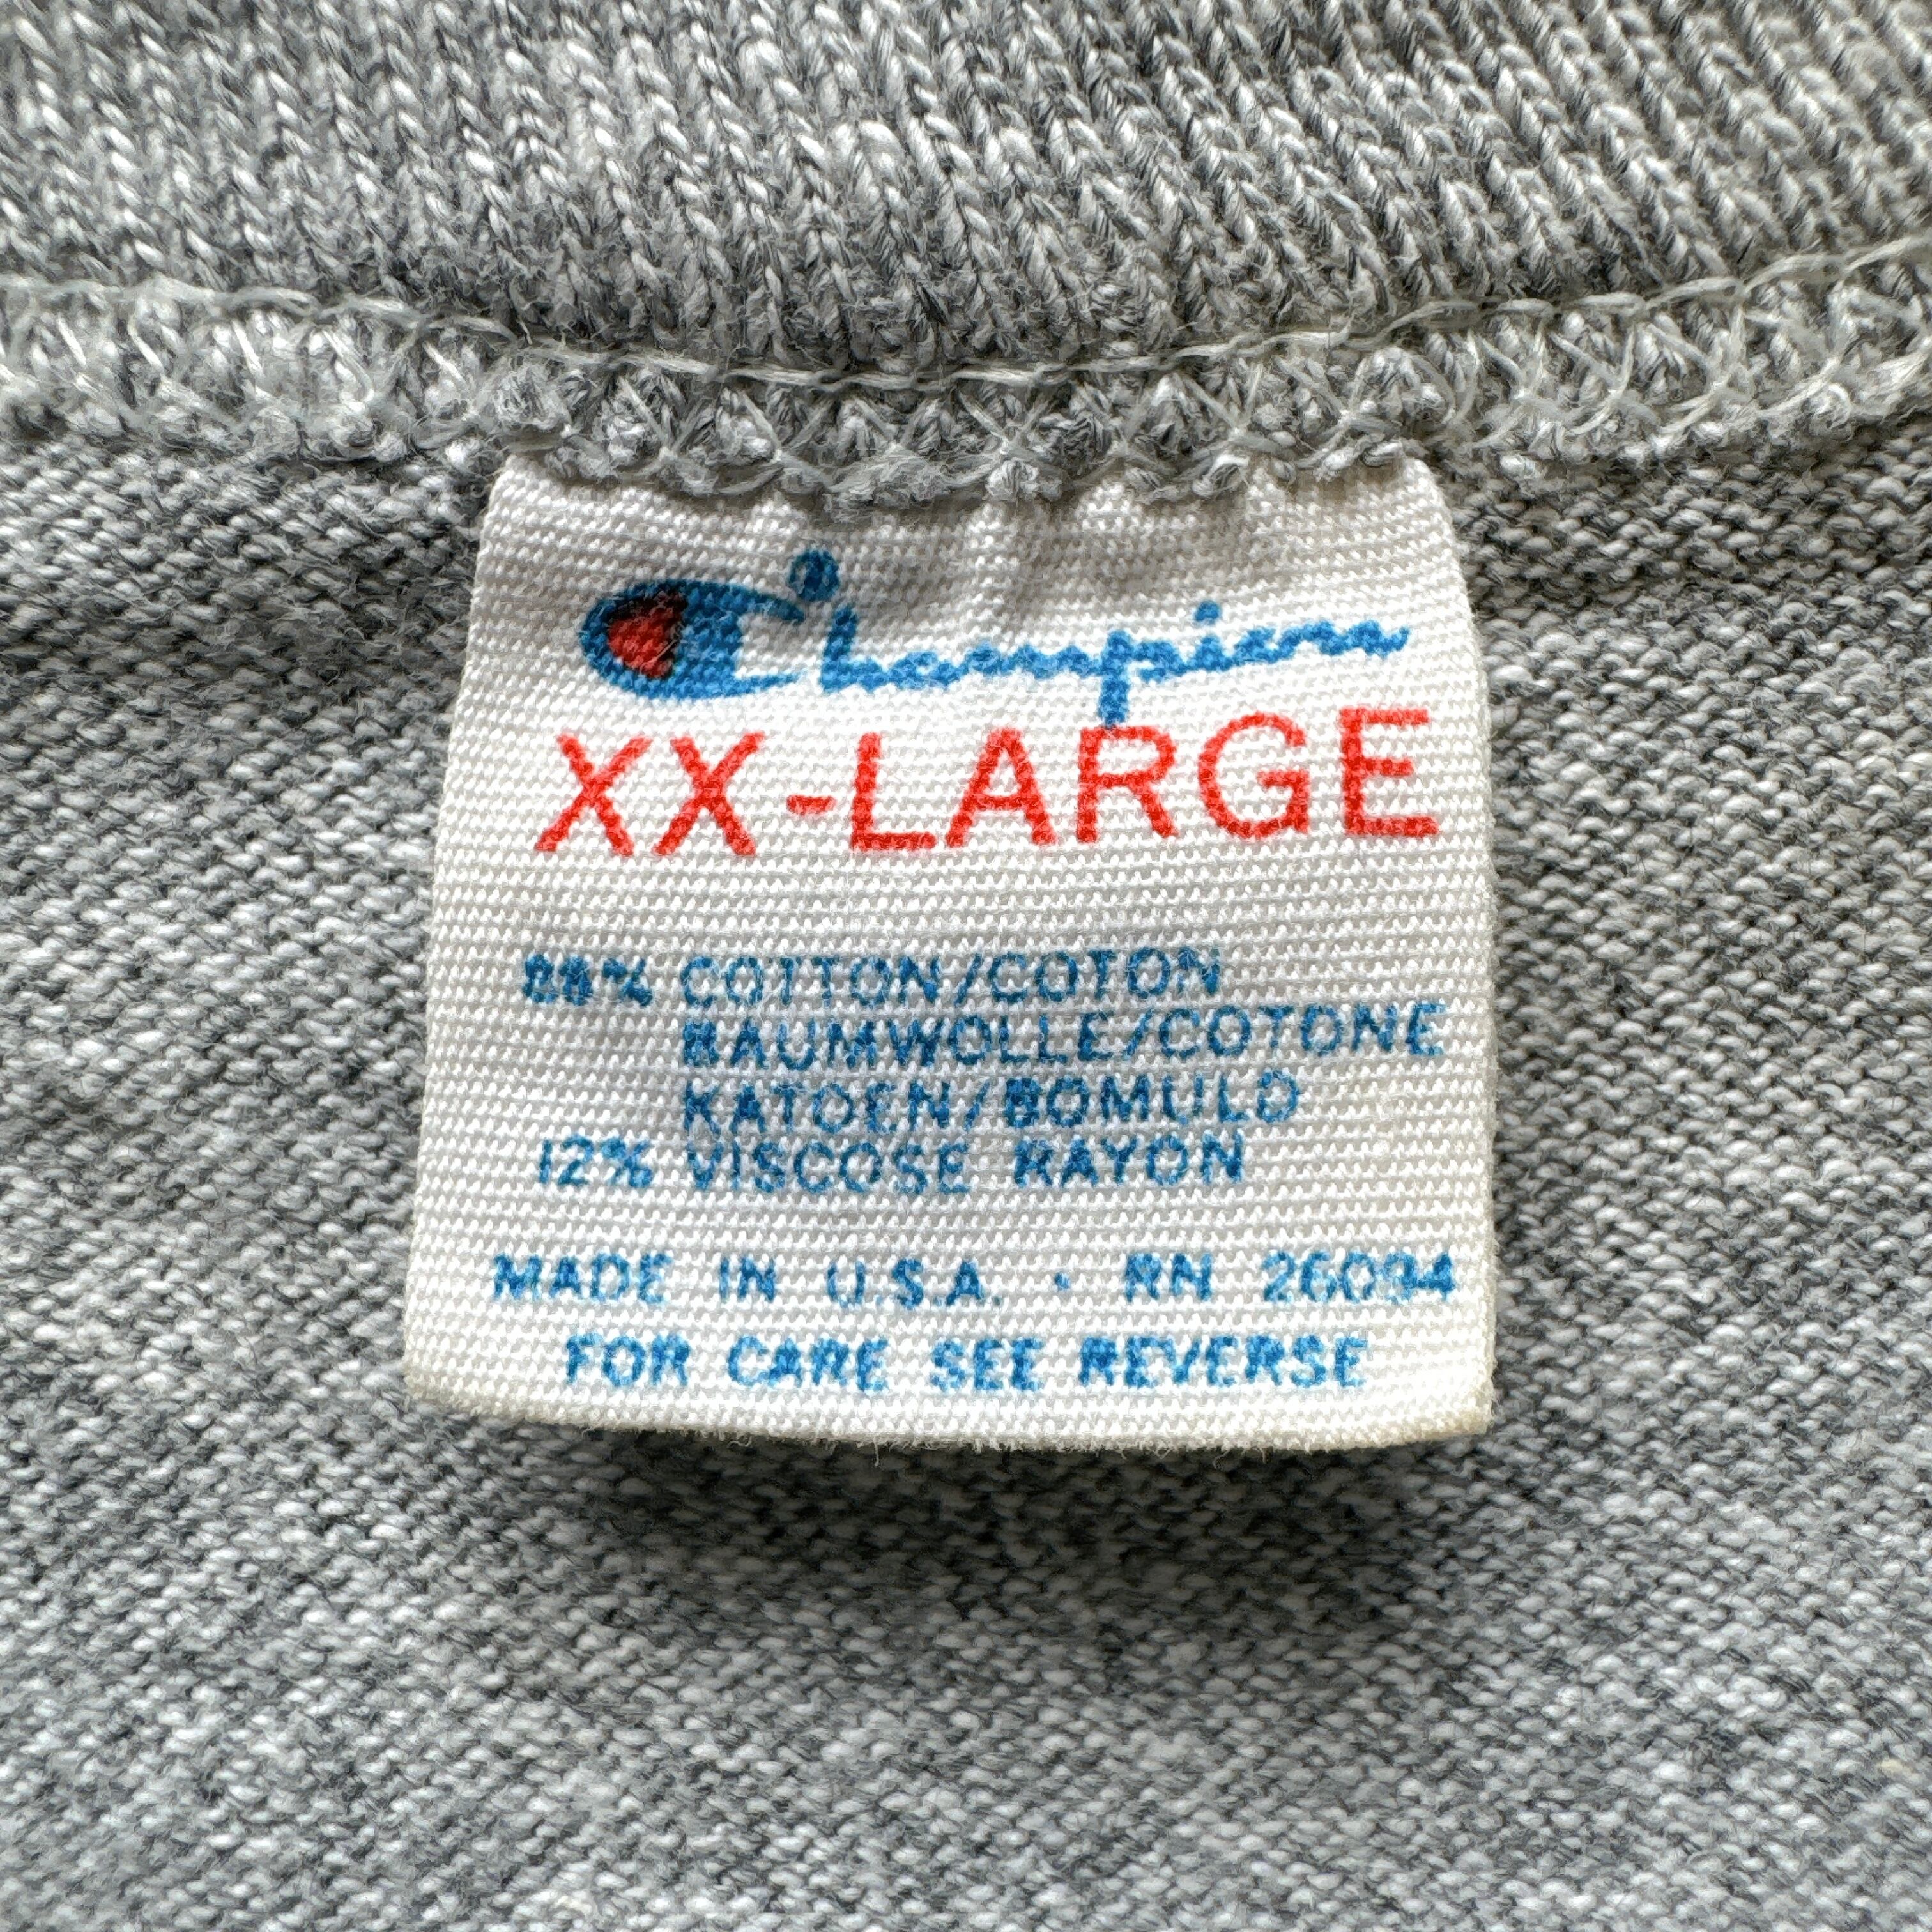 Champion
XX-LARGE
88% COTTON/COTON
BAUMWOLLE/COTONE
KATOEN/BOMULD
12% VISCOSE RAYON
MADE IN U.S.A. • RN 26094
FOR CARE SEE REVERSE